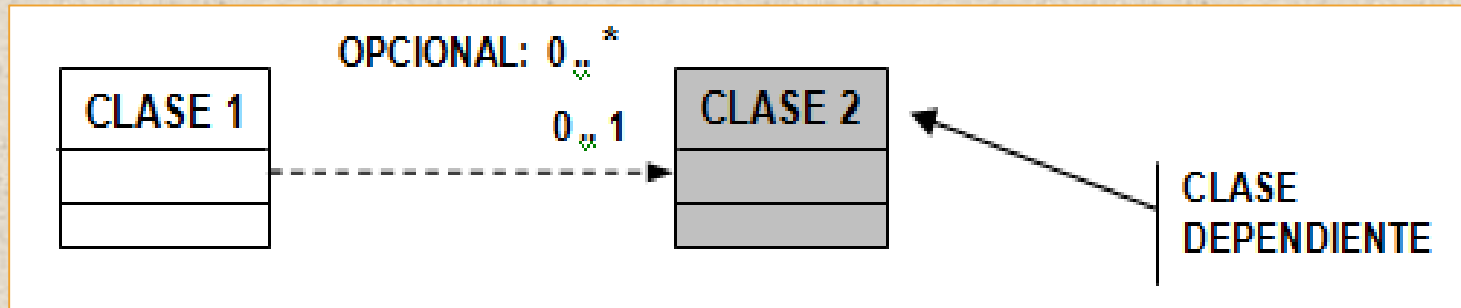 OPCIONAL: 0..*
CLASE 1
0..1
CLASE 2
CLASE
DEPENDIENTE